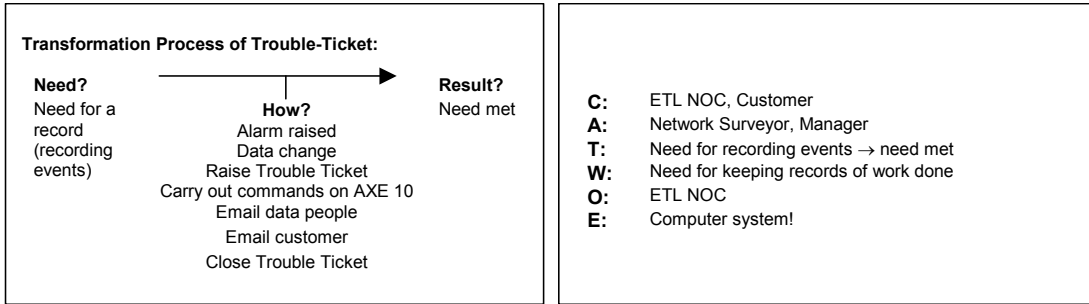 Transformation Process of Trouble-Ticket:
Need?
Need for a
record
(recording
events)
How?
Alarm raised
Data change
Raise Trouble Ticket
Carry out commands on AXE 10
Email data people
Email customer
Close Trouble Ticket
Result?
Need met
C: ETL NOC, Customer
A: Network Surveyor, Manager
T: Need for recording events → need met
W: Need for keeping records of work done
O: ETL NOC
E: Computer system!